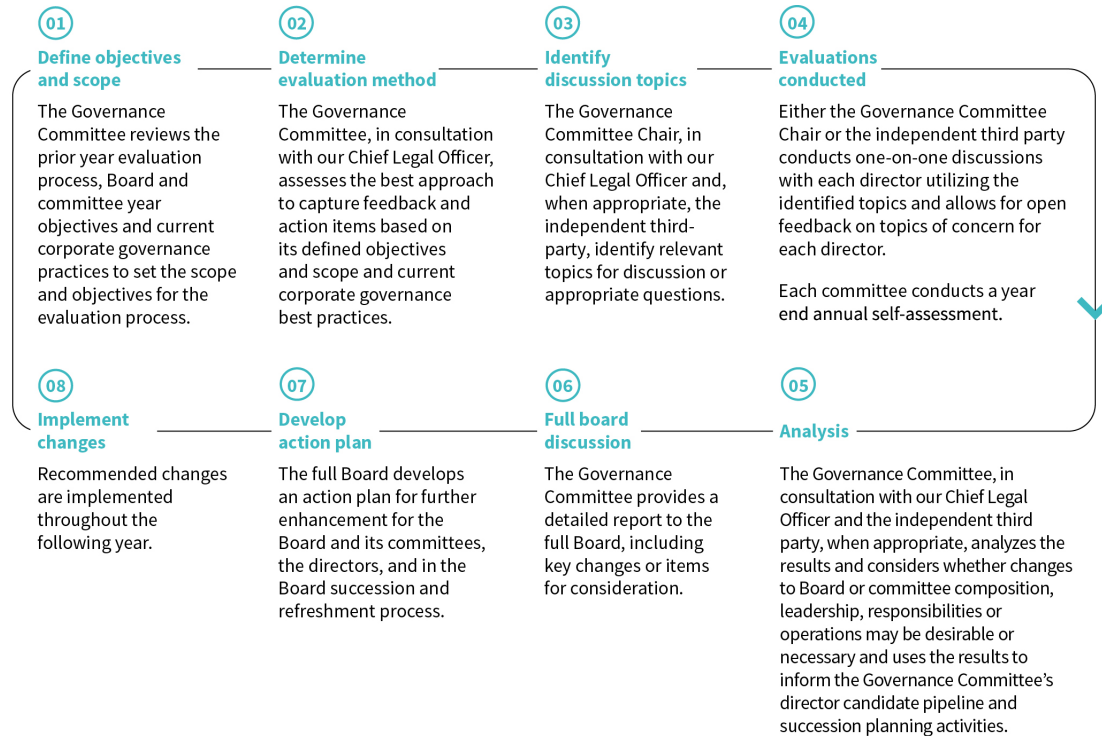 01
Define objectives
and scope
The Governance
Committee reviews the
prior year evaluation
process, Board and
committee year
objectives and current
corporate governance
practices to set the scope
and objectives for the
evaluation process.
02
Determine
evaluation method
The Governance
Committee, in consultation
with our Chief Legal Officer,
assesses the best approach
to capture feedback and
action items based on
its defined objectives
and scope and current
corporate governance
best practices.
03
Identify
discussion topics
The Governance
Committee Chair, in
consultation with our
Chief Legal Officer and,
when appropriate, the
independent third-
party, identify relevant
topics for discussion or
appropriate questions.
04
Evaluations
conducted
Either the Governance Committee
Chair or the independent third party
conducts one-on-one discussions
with each director utilizing the
identified topics and allows for open
feedback on topics of concern for
each director.
Each committee conducts a year
end annual self-assessment.
05
Analysis
The Governance Committee, in
consultation with our Chief Legal
Officer and the independent third
party, when appropriate, analyzes the
results and considers whether changes
to Board or committee composition,
leadership, responsibilities or
operations may be desirable or
necessary and uses the results to
inform the Governance Committee’s
director candidate pipeline and
succession planning activities.
06
Full board
discussion
The Governance
Committee provides a
detailed report to the
full Board, including
key changes or items
for consideration.
07
Develop
action plan
The full Board develops
an action plan for further
enhancement for the
Board and its committees,
the directors, and in the
Board succession and
refreshment process.
08
Implement
changes
Recommended changes
are implemented
throughout the
following year.